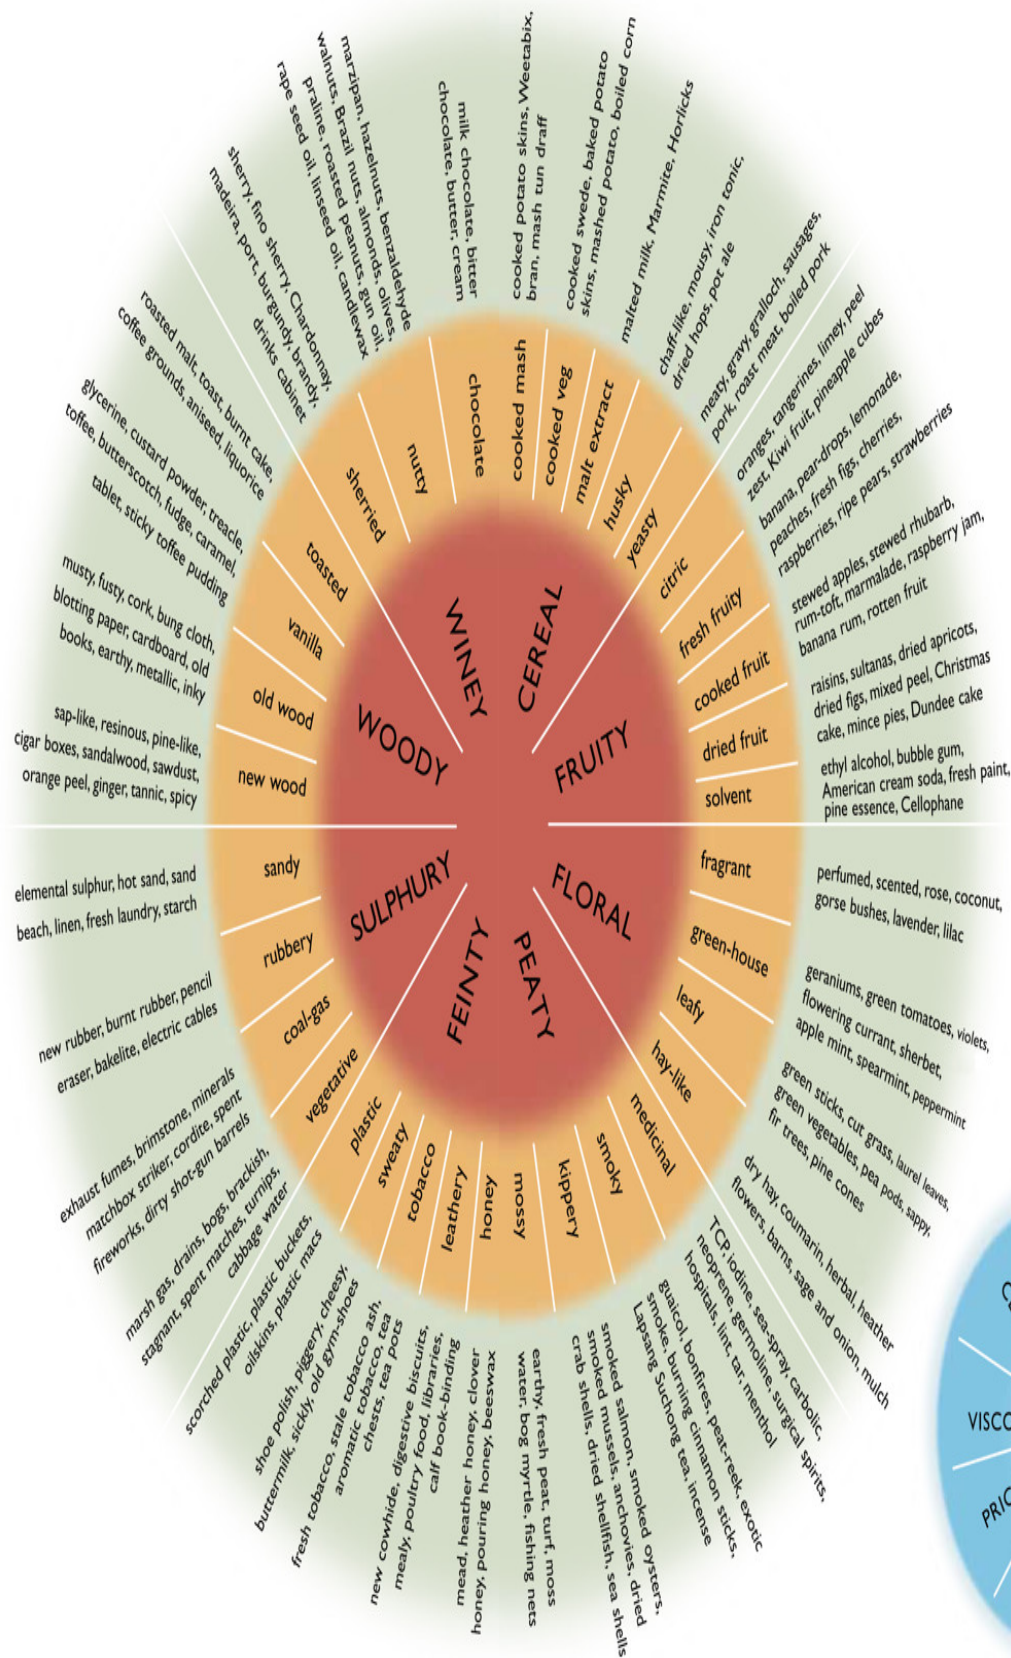 CEREAL
cooked mash
cooked potato skins, Weetabix,
bran, mash tun draff
cooked veg
cooked swede, baked potato
skins, mashed potato, boiled corn
malt extract
malted milk, Marmite, Horlicks
husky
chaff-like, mousy, iron tonic,
dried hops, pot ale
yeasty
meaty, gravy, gralloch, sausages,
pork, roast meat, boiled pork
FRUITY
citric
oranges, tangerines, limey, peel
zest, Kiwi fruit, pineapple cubes
fresh fruity
banana, pear-drops, lemonade,
peaches, fresh figs, cherries,
raspberries, ripe pears, strawberries
cooked fruit
stewed apples, stewed rhubarb,
rum-toft, marmalade, raspberry jam,
banana rum, rotten fruit
dried fruit
raisins, sultanas, dried apricots,
dried figs, mixed peel, Christmas
cake, mince pies, Dundee cake
solvent
ethyl alcohol, bubble gum,
American cream soda, fresh paint,
pine essence, Cellophane
FLORAL
fragrant
perfumed, scented, rose, coconut,
gorse bushes, lavender, lilac
green-house
geraniums, green tomatoes, violets,
flowering currant, sherbet,
apple mint, spearmint, peppermint
leafy
green sticks, cut grass, laurel leaves,
green vegetables, pea pods, sappy,
fir trees, pine cones
hay-like
dry hay, coumarin, herbal, heather
flowers, barns, sage and onion, mulch
PEATY
medicinal
TCP, iodine, sea-spray, carbolic,
neoprene, germoline, surgical spirits,
hospitals, lint, tar, menthol
smoky
guaicol, bonfires, peat-reek, exotic
smoke, burning cinnamon sticks,
Lapsang Suchong tea, incense
kippery
smoked salmon, smoked oysters,
smoked mussels, anchovies, dried
crab shells, dried shellfish, sea shells
mossy
earthy, fresh peat, turf, moss
water, bog myrtle, fishing nets
FEINTY
honey
mead, heather honey, clover
honey, pouring honey, beeswax
leathery
new cowhide, digestive biscuits,
mealy, poultry food, libraries,
calf book-binding
tobacco
fresh tobacco, stale tobacco ash,
aromatic tobacco, tea
chests, tea pots
sweaty
shoe polish, piggery, cheesy,
buttermilk, sickly, old gym-shoes
plastic
scorched plastic, plastic buckets,
oilskins, plastic macs
SULPHURY
vegetative
marsh gas, drains, bogs, brackish,
stagnant, spent matches, turnips,
cabbage water
coal-gas
exhaust fumes, brimstone, minerals
matchbox striker, cordite, spent
fireworks, dirty shot-gun barrels
rubbery
new rubber, burnt rubber, pencil
eraser, bakelite, electric cables
sandy
elemental sulphur, hot sand, sand
beach, linen, fresh laundry, starch
WOODY
new wood
sap-like, resinous, pine-like,
cigar boxes, sandalwood, sawdust,
orange peel, ginger, tannic, spicy
old wood
musty, fusty, cork, bung cloth,
blotting paper, cardboard, old
books, earthy, metallic, inky
vanilla
glycerine, custard powder, treacle,
toffee, butterscotch, fudge, caramel,
tablet, sticky toffee pudding
toasted
roasted malt, toast, burnt cake,
coffee grounds, aniseed, liquorice
WINEY
sherried
sherry, fino sherry, Chardonnay,
madeira, port, burgundy, brandy,
drinks cabinet
nutty
marzipan, hazelnuts, benzaldehyde
walnuts, Brazil nuts, almonds, olives,
praline, roasted peanuts, gun oil,
rape seed oil, linseed oil, candlewax
chocolate
milk chocolate, bitter
chocolate, butter, cream